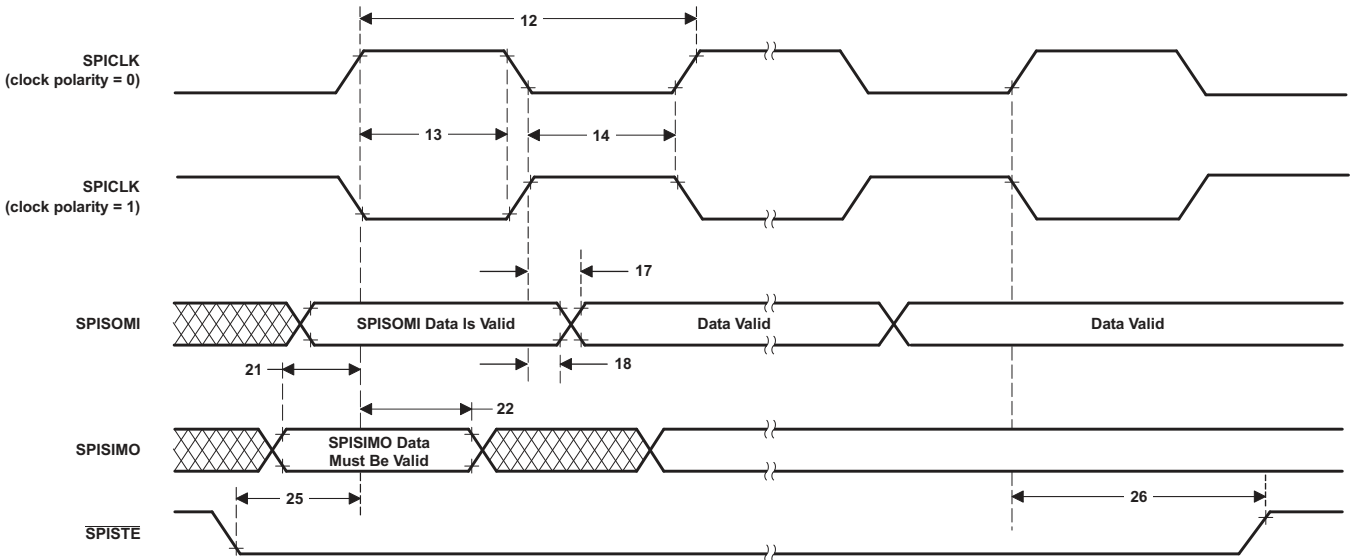 12
SPICLK
(clock polarity = 0)
13
14
SPICLK
(clock polarity = 1)
17
SPISOMI
SPISOMI Data Is Valid
Data Valid
Data Valid
21
18
22
SPISIMO
SPISIMO Data
Must Be Valid
25
26
SPISTE